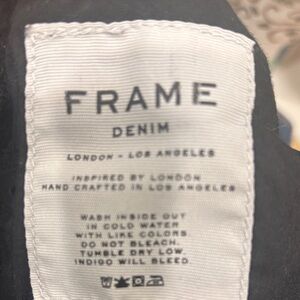 FRAME
DENIM
LONDON - LOS ANGELES
INSPIRED BY LONDON
HAND CRAFTED IN LOS ANGELES
WASH INSIDE OUT
IN COLD WATER
WITH LIKE COLORS
DO NOT BLEACH.
TUMBLE DRY LOW.
INDIGO WILL BLEED.